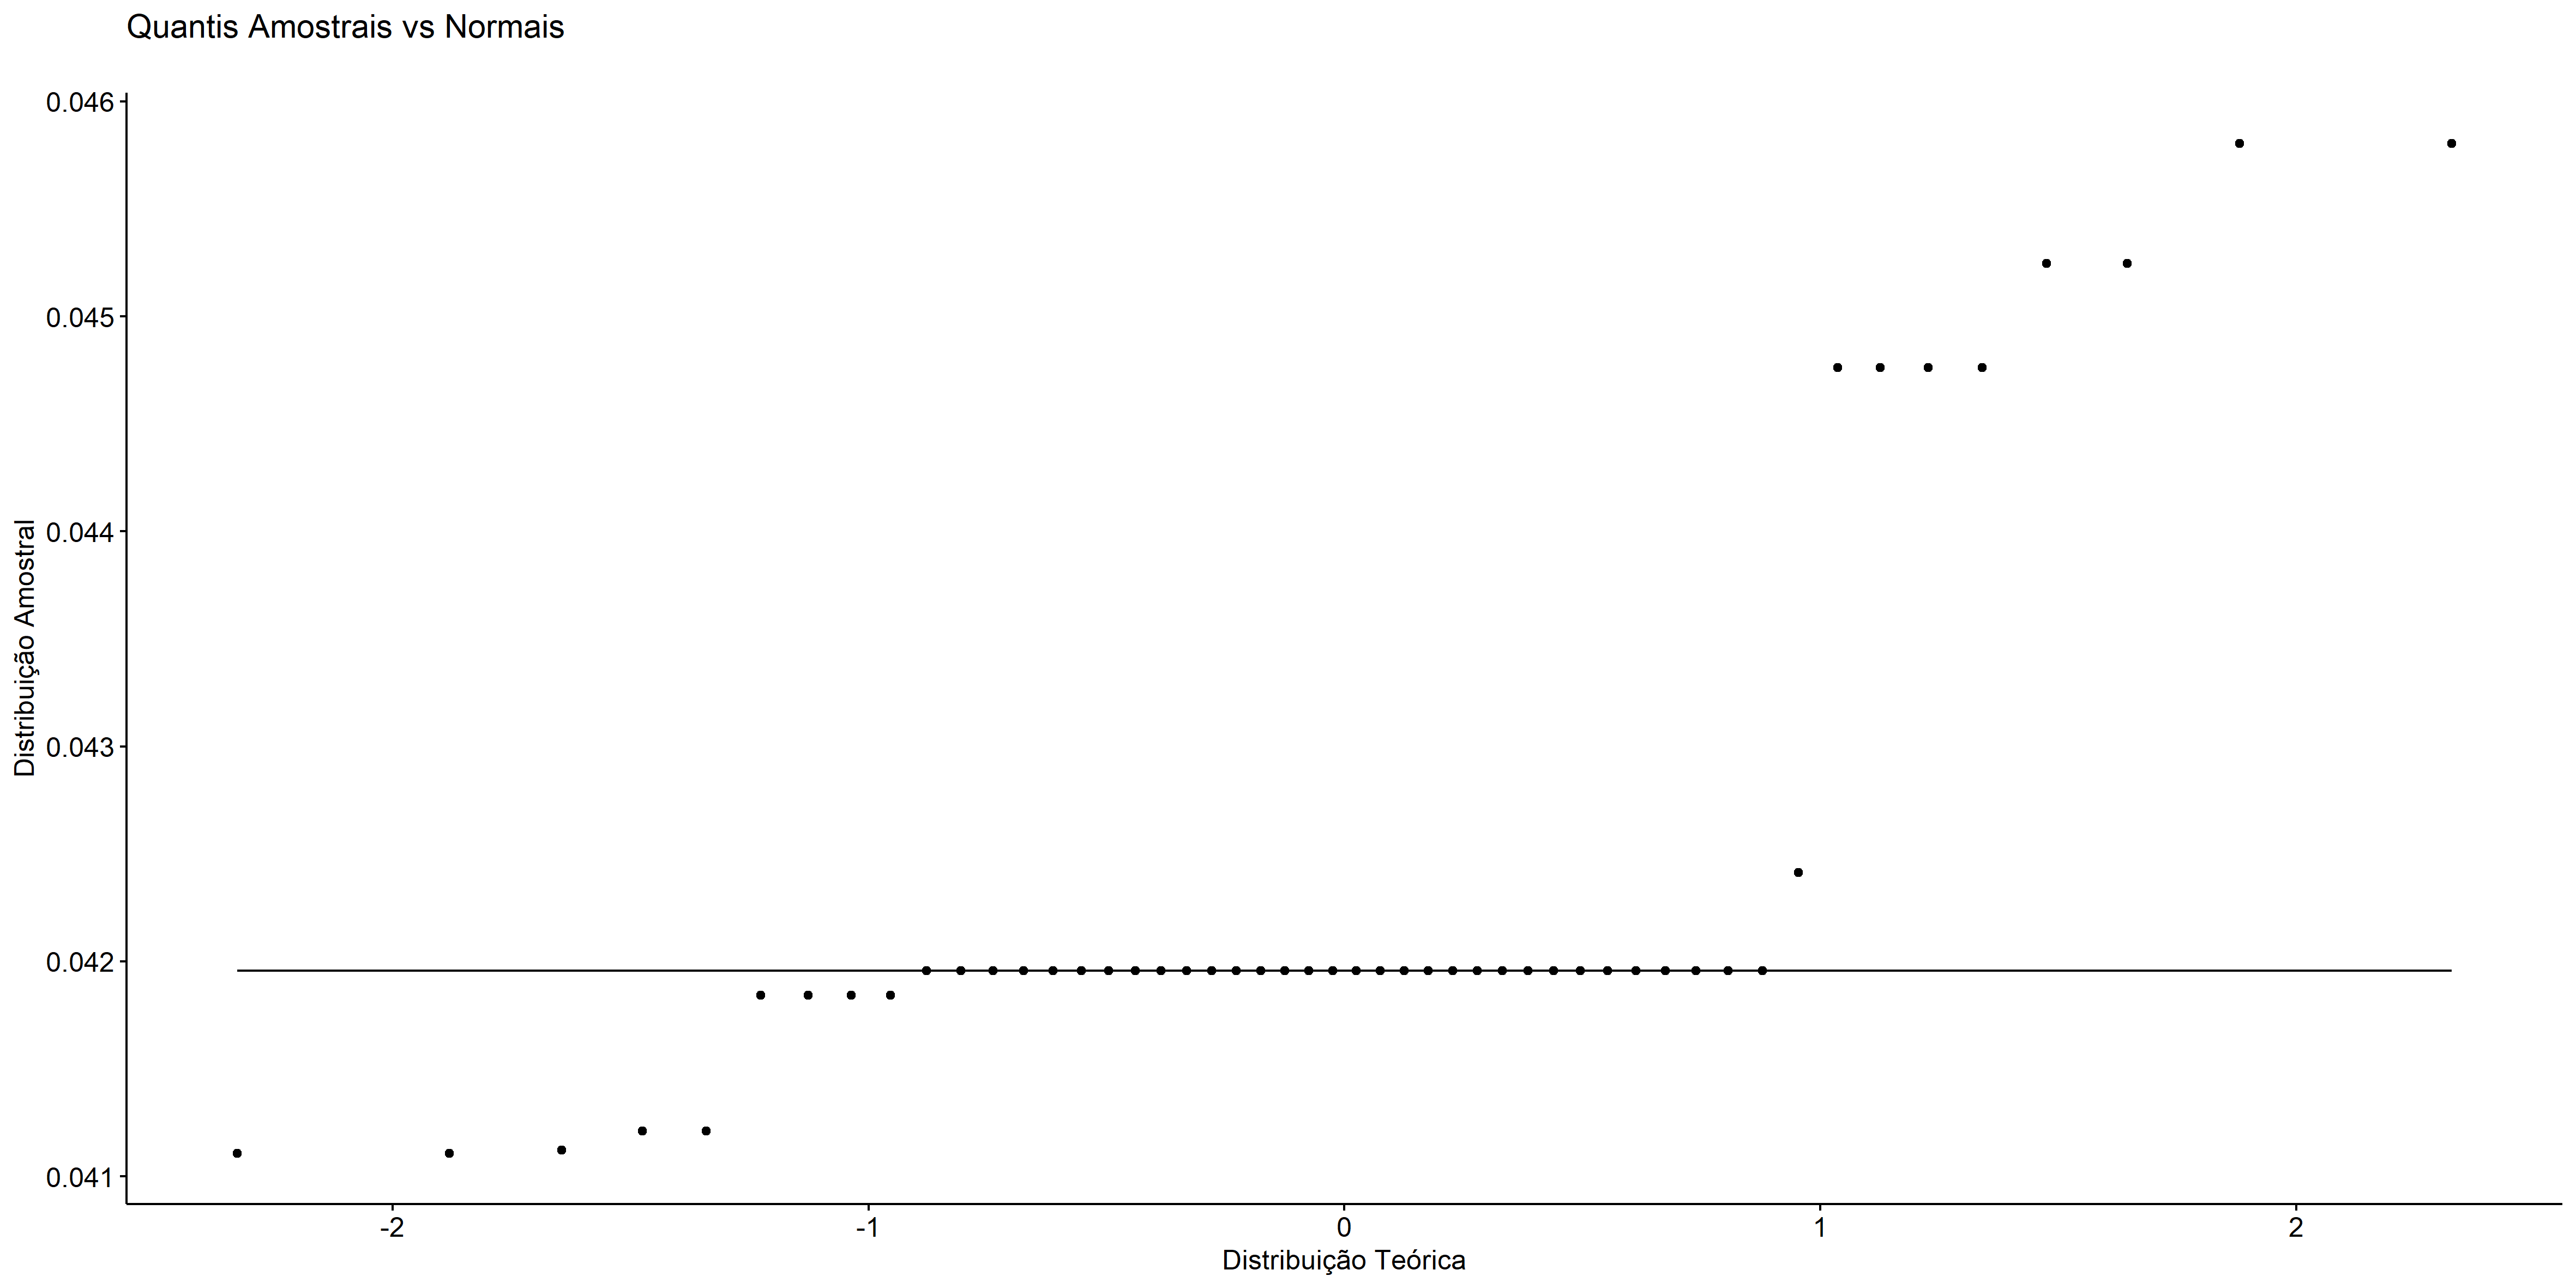 Quantis Amostrais vs Normais
0.046
0.045
0.044
0.043
0.042
0.041
Distribuição Amostral
-2 -1 0 1 2
Distribuição Teórica